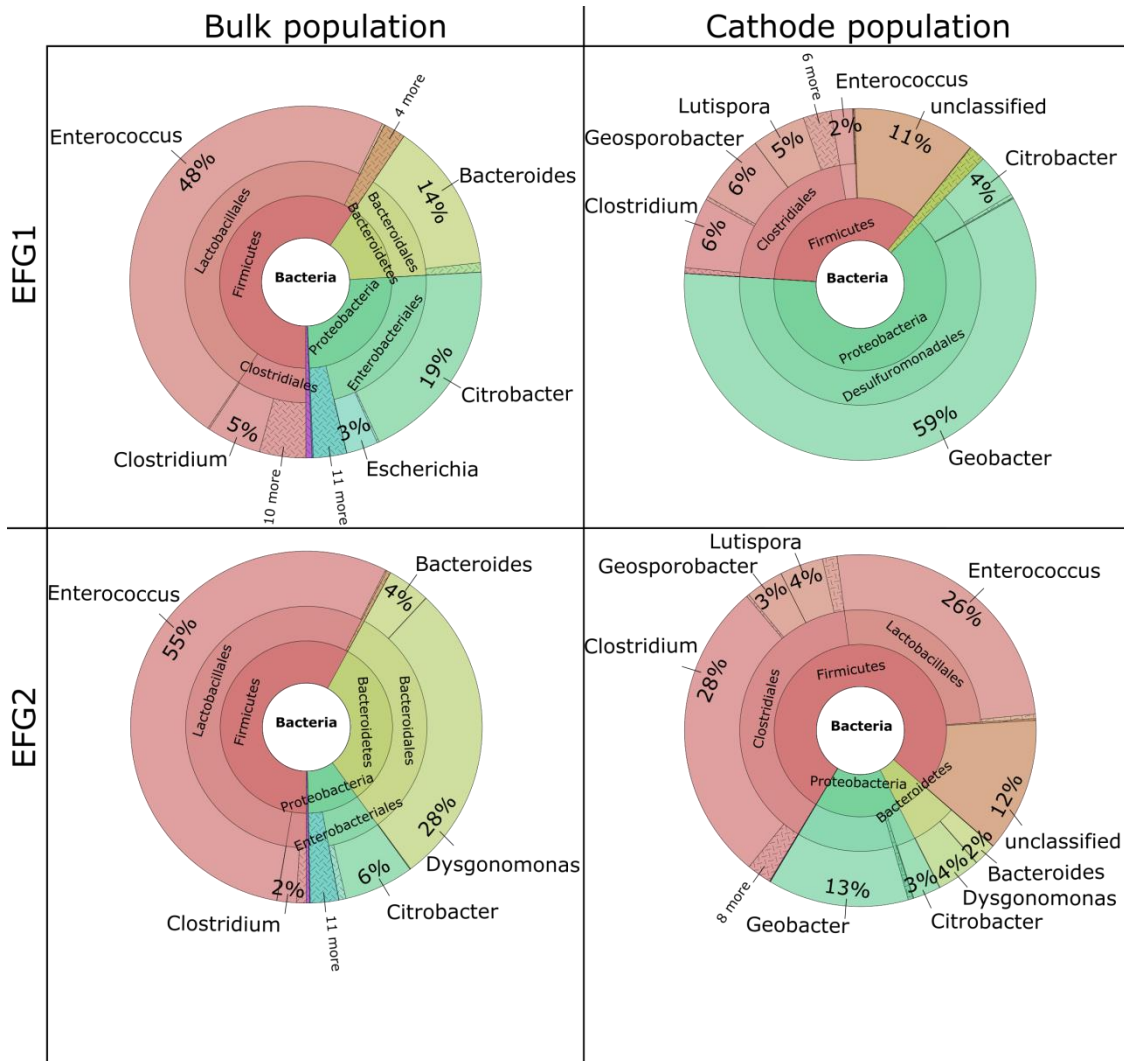 Bulk population
Cathode population
EFG1
Enterococcus
48%
4 more
Bacteroides
14%
Lactobacillales
Firmicutes
Bacteroidetes
Bacteroidales
Bacteria
Proteobacteria
Enterobacteriales
Clostridiales
19%
Citrobacter
5%
Clostridium
3%
Escherichia
10 more
11 more
6 more
Enterococcus
2%
unclassified
11%
Lutispora
5%
Geosporobacter
6%
Citrobacter
4%
Clostridium
6%
Clostridiales
Firmicutes
Bacteria
Proteobacteria
Desulfuromonadales
59%
Geobacter
EFG2
Enterococcus
55%
Bacteroides
4%
Lactobacillales
Firmicutes
Bacteroidetes
Bacteroidales
Bacteria
Proteobacteria
Enterobacteriales
28%
Dysgonomonas
6%
Citrobacter
2%
Clostridium
11 more
Lutispora
4%
Geosporobacter
3%
Enterococcus
26%
Clostridium
28%
Lactobacillales
Firmicutes
Clostridiales
Bacteria
Proteobacteria
Bacteroidetes
12%
unclassified
2%
Bacteroides
4%
Dysgonomonas
3%
Citrobacter
13%
Geobacter
8 more